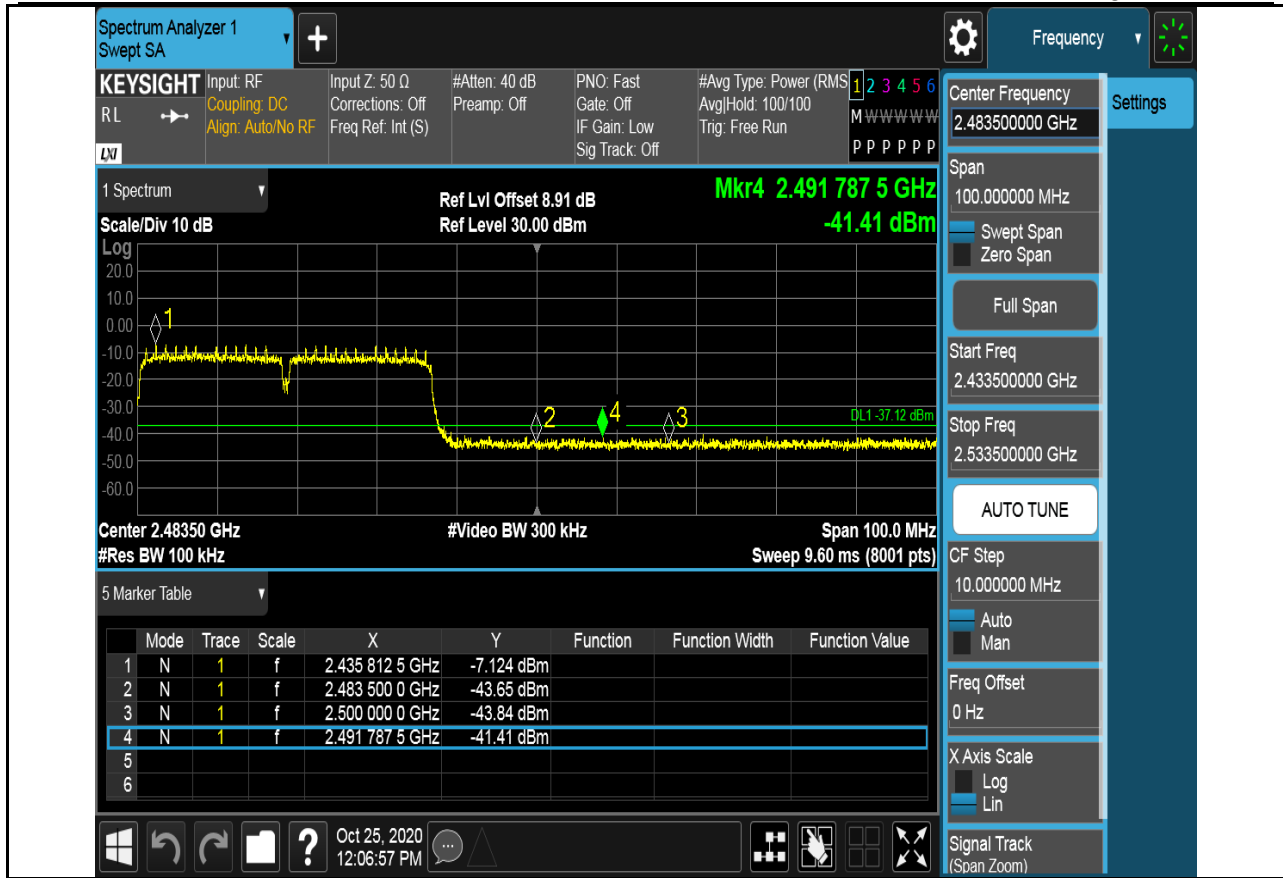 Spectrum Analyzer 1
Swept SA
+
Frequency
KEYSIGHT
RL
LXI
Input: RF
Coupling: DC
Align: Auto/No RF
Input Z: 50 Ω
Corrections: Off
Freq Ref: Int (S)
#Atten: 40 dB
Preamp: Off
PNO: Fast
Gate: Off
IF Gain: Low
Sig Track: Off
#Avg Type: Power (RMS
Avg|Hold: 100/100
Trig: Free Run
1 2 3 4 5 6
M W W W W W
P P P P P P
1 Spectrum
Scale/Div 10 dB
Ref Lvl Offset 8.91 dB
Ref Level 30.00 dBm
Mkr4 2.491 787 5 GHz
-41.41 dBm
Log
20.0
10.0
0.00
-10.0
-20.0
-30.0
-40.0
-50.0
-60.0
1
2
4
3
DL1 -37.12 dBm
Center 2.48350 GHz
#Res BW 100 kHz
#Video BW 300 kHz
Span 100.0 MHz
Sweep 9.60 ms (8001 pts)
5 Marker Table
Mode Trace Scale X Y Function Function Width Function Value
1 N 1 f 2.435 812 5 GHz -7.124 dBm
2 N 1 f 2.483 500 0 GHz -43.65 dBm
3 N 1 f 2.500 000 0 GHz -43.84 dBm
4 N 1 f 2.491 787 5 GHz -41.41 dBm
5
6
?
Oct 25, 2020
12:06:57 PM
Center Frequency
2.483500000 GHz
Settings
Span
100.000000 MHz
Swept Span
Zero Span
Full Span
Start Freq
2.433500000 GHz
Stop Freq
2.533500000 GHz
AUTO TUNE
CF Step
10.000000 MHz
Auto
Man
Freq Offset
0 Hz
X Axis Scale
Log
Lin
Signal Track
(Span Zoom)